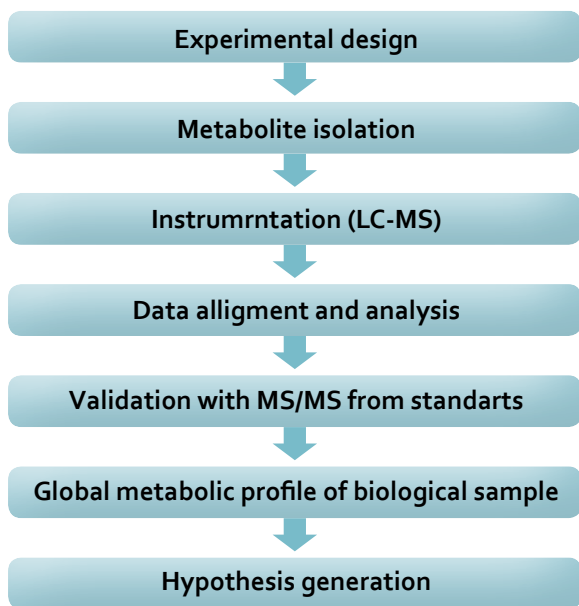 Experimental design
Metabolite isolation
Instrumrntation (LC-MS)
Data alligment and analysis
Validation with MS/MS from standarts
Global metabolic profile of biological sample
Hypothesis generation